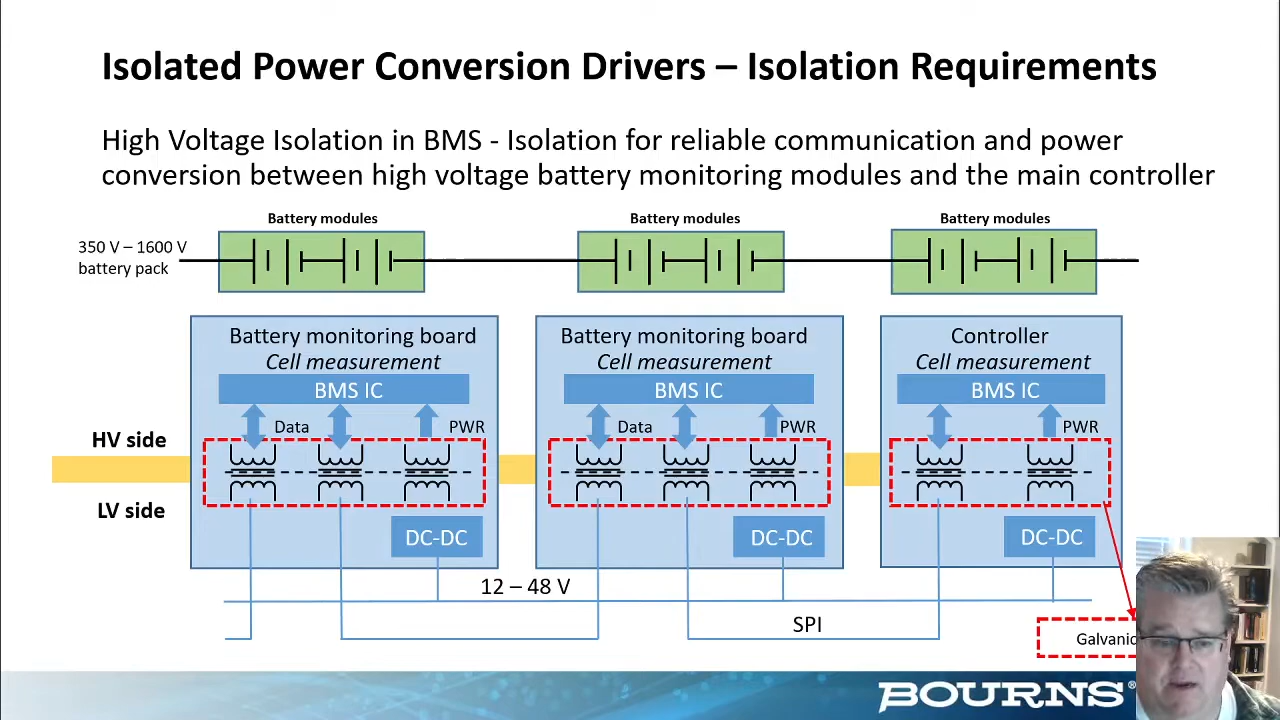 Isolated Power Conversion Drivers – Isolation Requirements
High Voltage Isolation in BMS - Isolation for reliable communication and power
conversion between high voltage battery monitoring modules and the main controller
Battery modules
Battery modules
Battery modules
350 V – 1600 V
battery pack
Battery monitoring board
Cell measurement
BMS IC
Data
PWR
Battery monitoring board
Cell measurement
BMS IC
Data
PWR
Controller
Cell measurement
BMS IC
PWR
HV side
LV side
DC-DC
DC-DC
DC-DC
12 – 48 V
SPI
Galvanic
BOURNS®